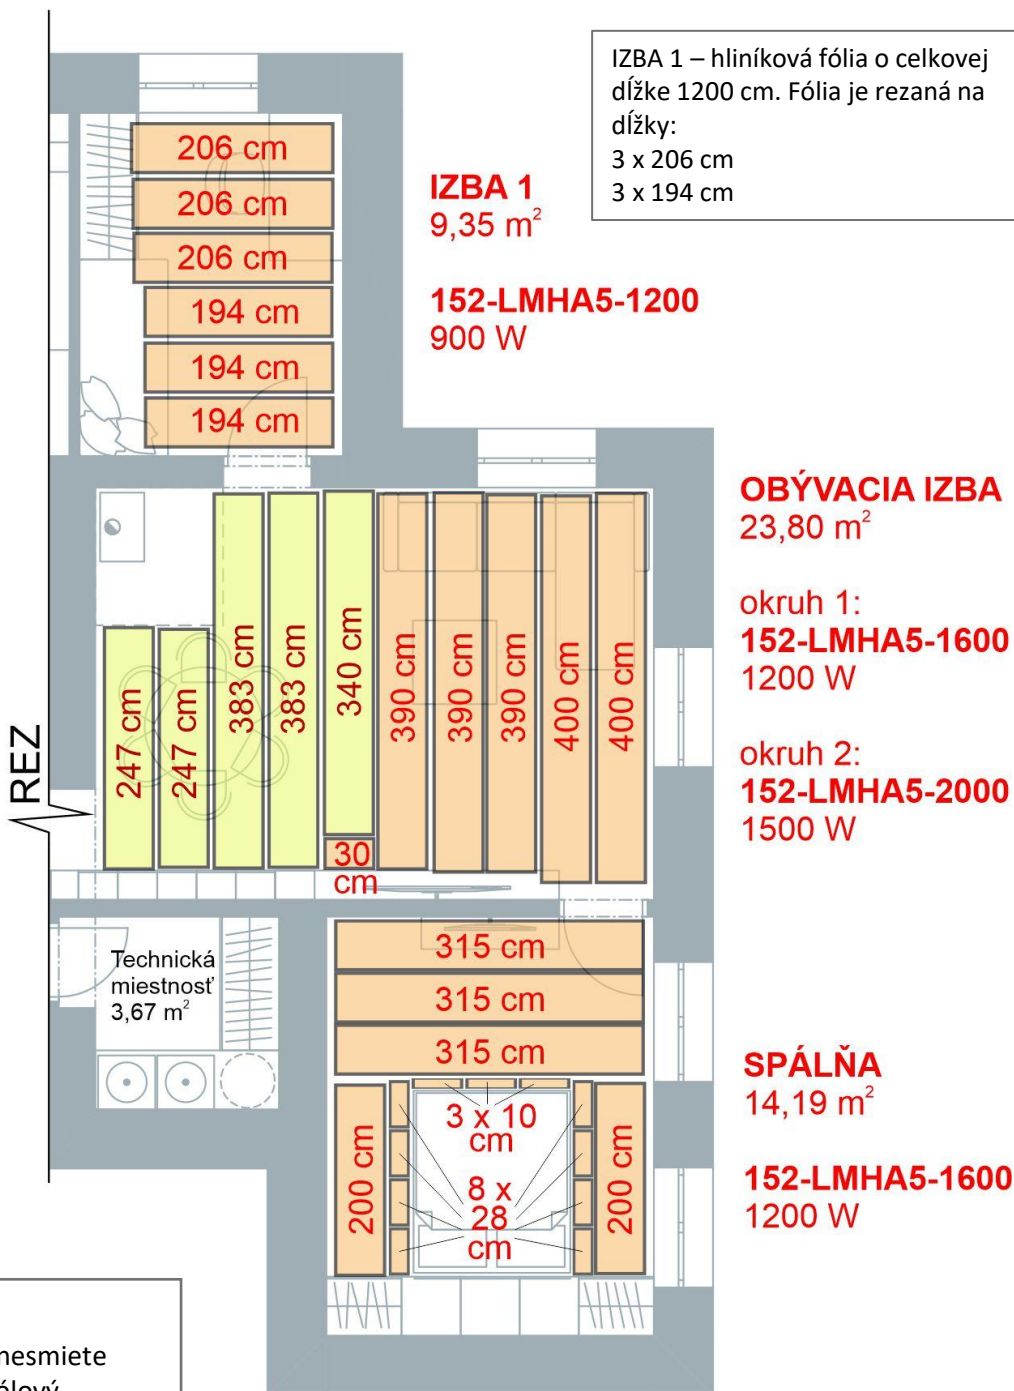 IZBA 1 – hliníková fólia o celkovej
dĺžke 1200 cm. Fólia je rezaná na
dĺžky:
3 x 206 cm
3 x 194 cm
206 cm
206 cm
206 cm
194 cm
194 cm
194 cm
IZBA 1
9,35 m²
152-LMHA5-1200
900 W
OBÝVACIA IZBA
23,80 m²
okruh 1:
152-LMHA5-1600
1200 W
okruh 2:
152-LMHA5-2000
1500 W
REZ
247 cm
247 cm
383 cm
383 cm
340 cm
30
cm
390 cm
390 cm
390 cm
400 cm
400 cm
Technická
miestnosť
3,67 m²
315 cm
315 cm
315 cm
3 x 10
cm
200 cm
8 x
28
cm
200 cm
SPÁLŇA
14,19 m²
152-LMHA5-1600
1200 W
nesmiete